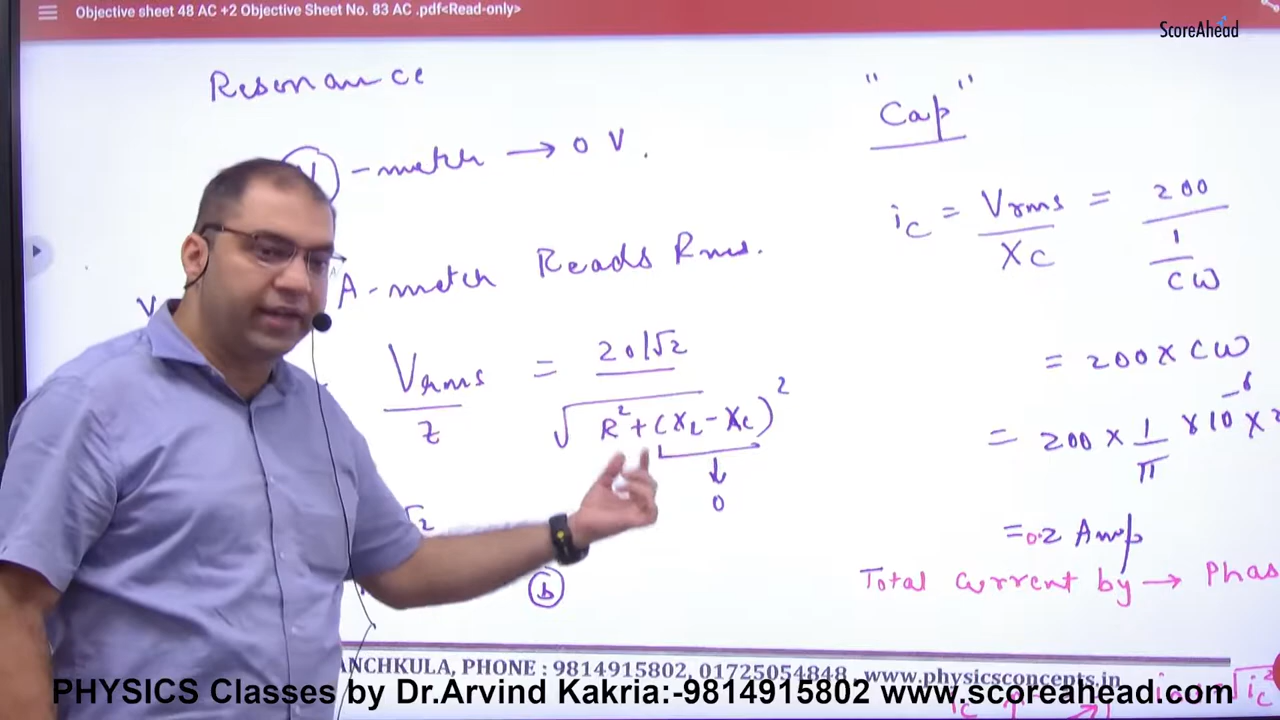 Objective sheet 48 AC +2 Objective Sheet No. 83 AC .pdf<Read-only>
ScoreAhead
Resonance
V -meter → 0 V.
A-meter Reads Rms.
Vrms / Z = 20/√2 / √R² + (XL - XC)²
↓
0
√2
b
"Cap"
iC = Vrms / XC = 200 / 1 / Cω
= 200 × Cω
= 200 × 1/π × 10⁻⁶ × 2
= 0.2 Amp
Total current by → Phas
ANCHKULA, PHONE : 9814915802, 01725054848 , www.physicsconcepts.in
PHYSICS Classes by Dr.Arvind Kakria:-9814915802 www.scoreahead.com